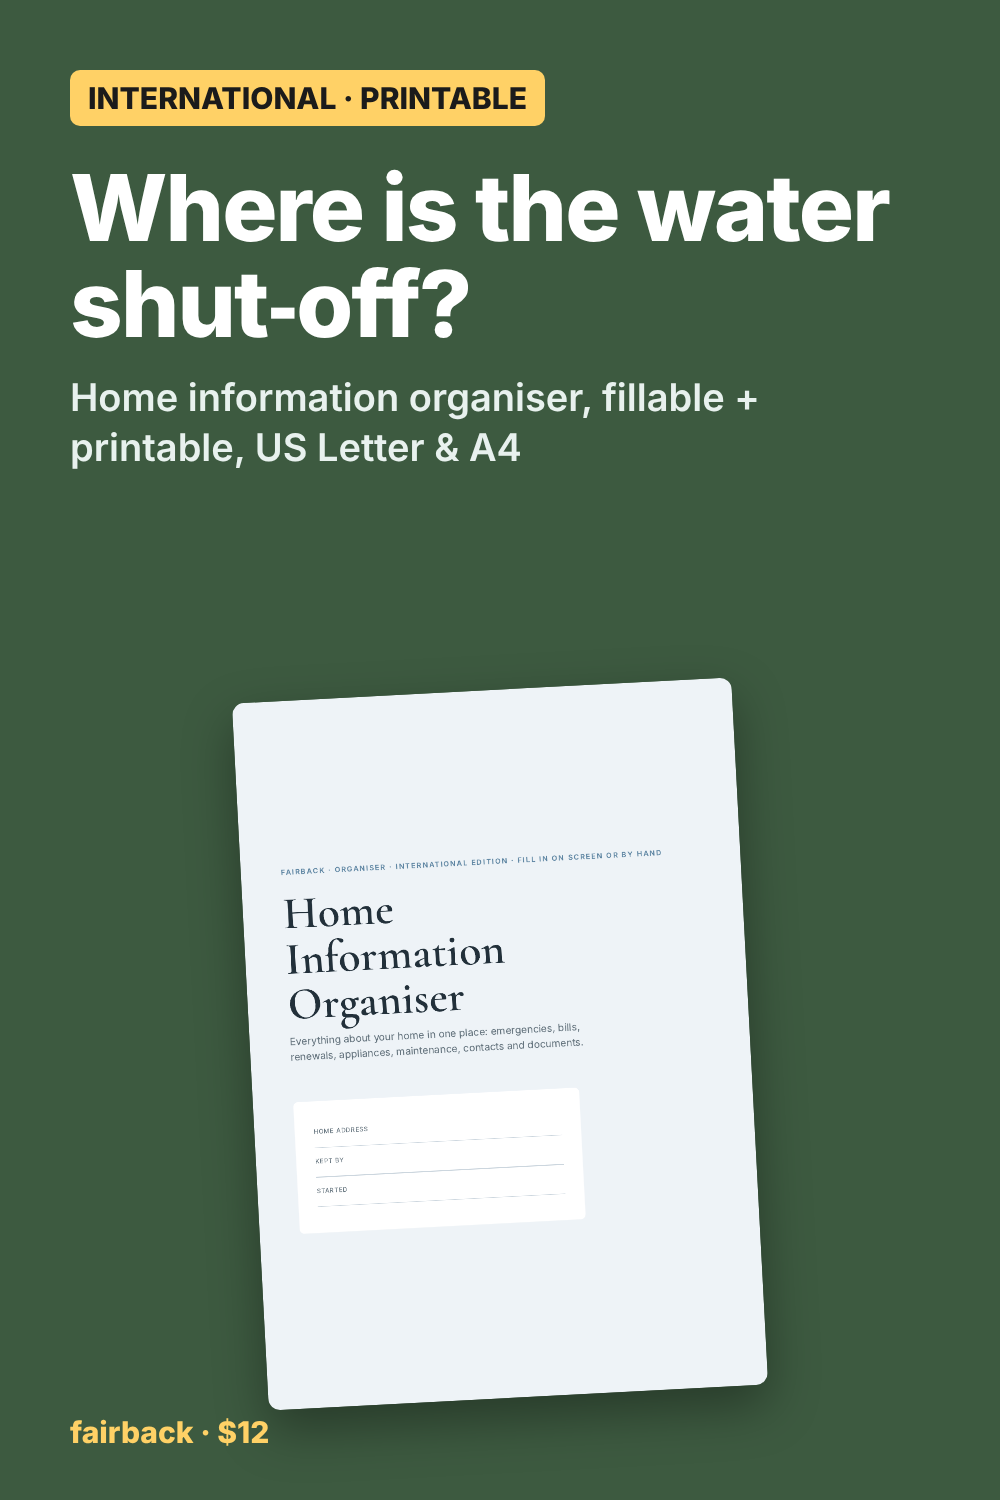 INTERNATIONAL · PRINTABLE
Where is the water
shut-off?
Home information organiser, fillable +
printable, US Letter & A4
FAIRBACK · ORGANISER · INTERNATIONAL EDITION · FILL IN ON SCREEN OR BY HAND
Home
Information
Organiser
Everything about your home in one place: emergencies, bills,
renewals, appliances, maintenance, contacts and documents.
HOME ADDRESS
KEPT BY
STARTED
fairback · $12